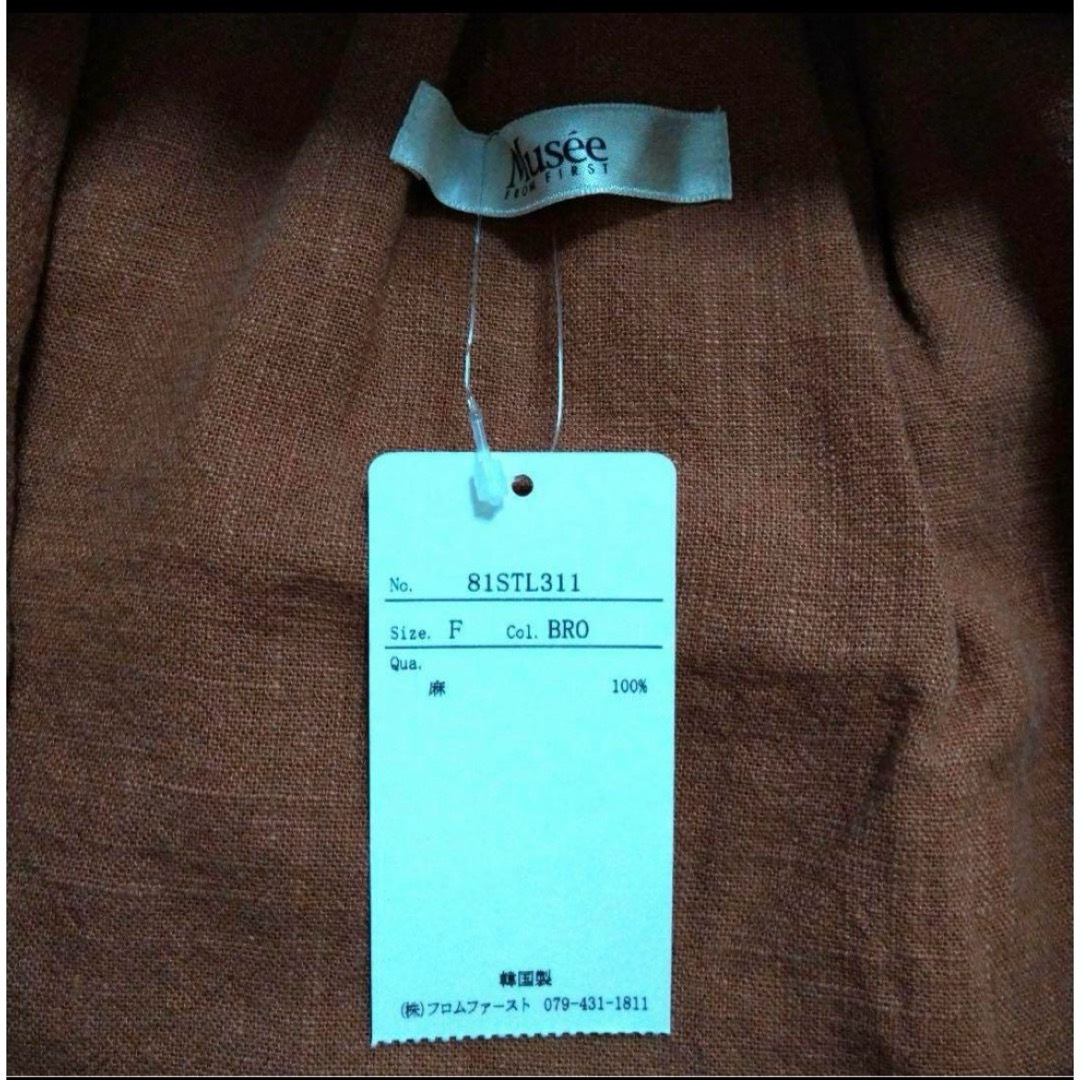 Musée
FROM FIRST
No. 81STL311
Size. F Col. BRO
Qua.
麻 100%
韓国製
(株)フロムファースト 079-431-1811